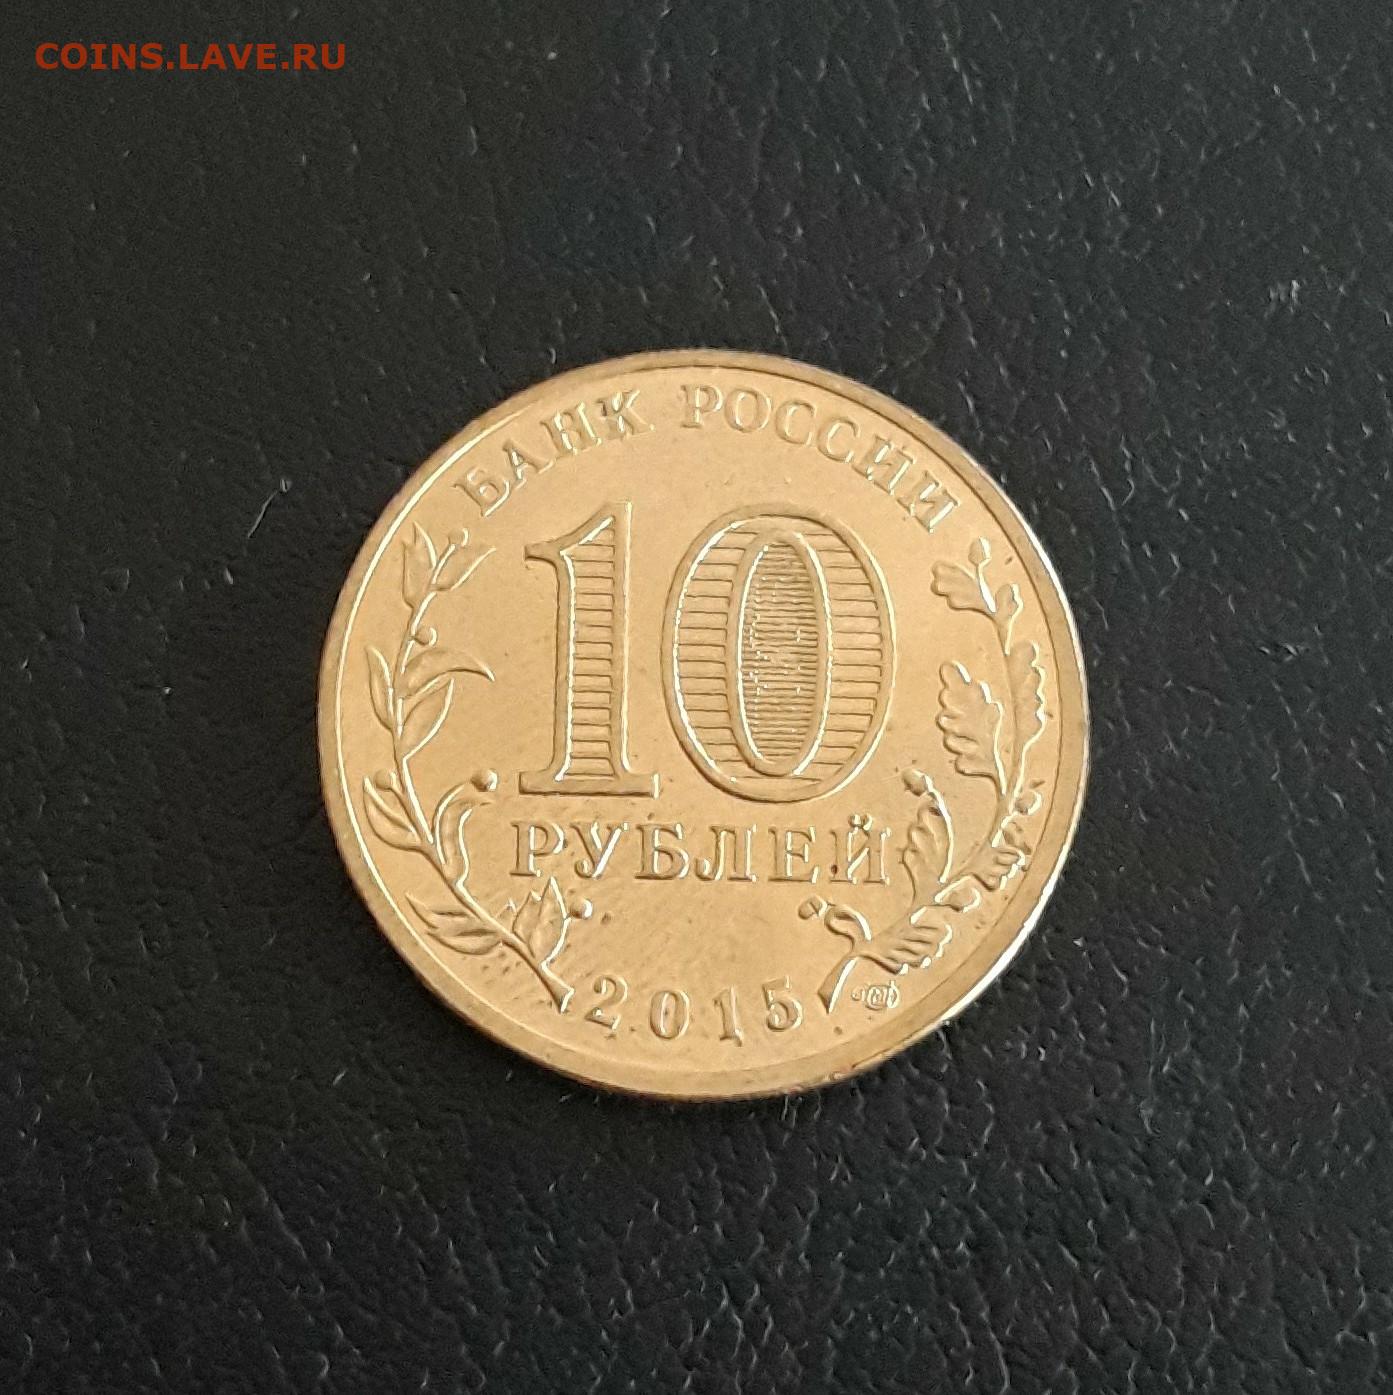 COINS.LAVE.RU
БАНК РОССИИ
10
РУБЛЕЙ
2015